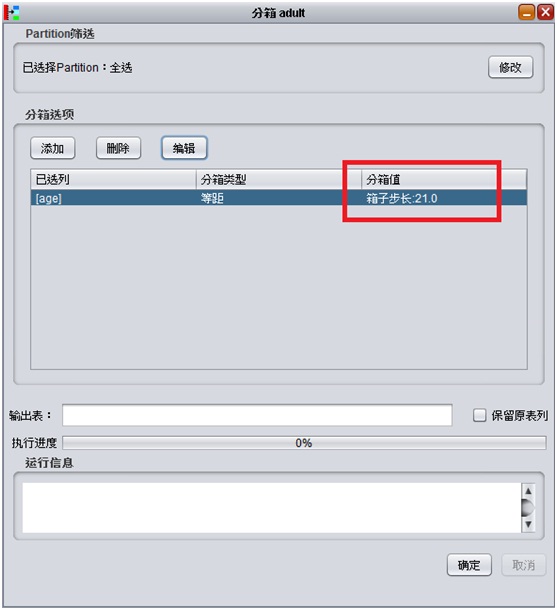 分箱 adult
Partition筛选
已选择Partition：全选
修改
分箱选项
添加 删除 编辑
已选列 分箱类型 分箱值
[age] 等距 箱子步长:21.0
输出表： 保留原表列
执行进度 0%
运行信息
确定 取消